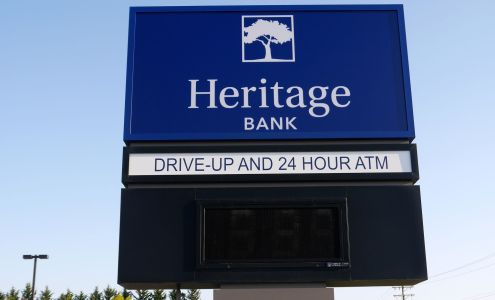 Heritage
BANK
DRIVE-UP AND 24 HOUR ATM